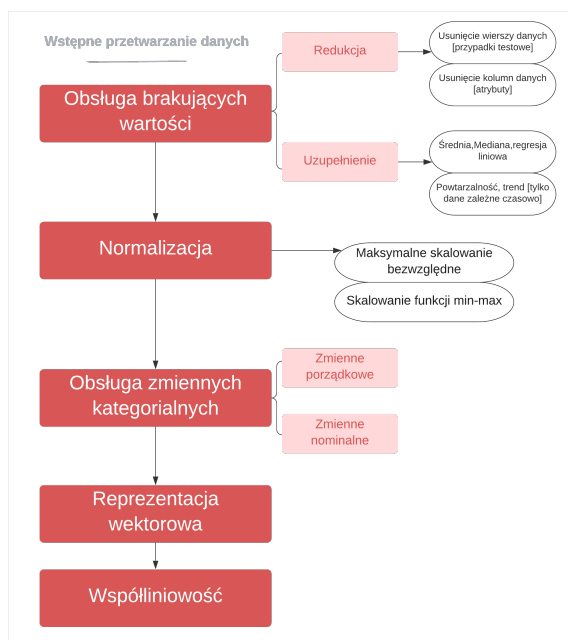 Wstępne przetwarzanie danych
Obsługa brakujących
wartości
Redukcja
Usunięcie wierszy danych
[przypadki testowe]
Usunięcie kolumn danych
[atrybuty]
Uzupełnienie
Średnia,Mediana,regresja
liniowa
Powtarzalność, trend [tylko
dane zależne czasowo]
Normalizacja
Maksymalne skalowanie
bezwzględne
Skalowanie funkcji min-max
Obsługa zmiennych
kategorialnych
Zmienne
porządkowe
Zmienne
nominalne
Reprezentacja
wektorowa
Współliniowość